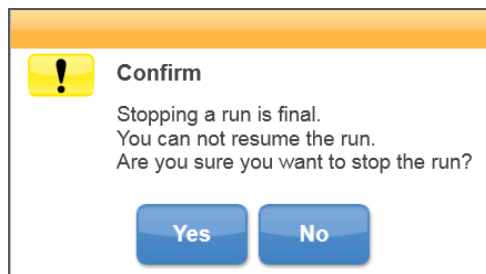 Confirm
Stopping a run is final.
You can not resume the run.
Are you sure you want to stop the run?
Yes No